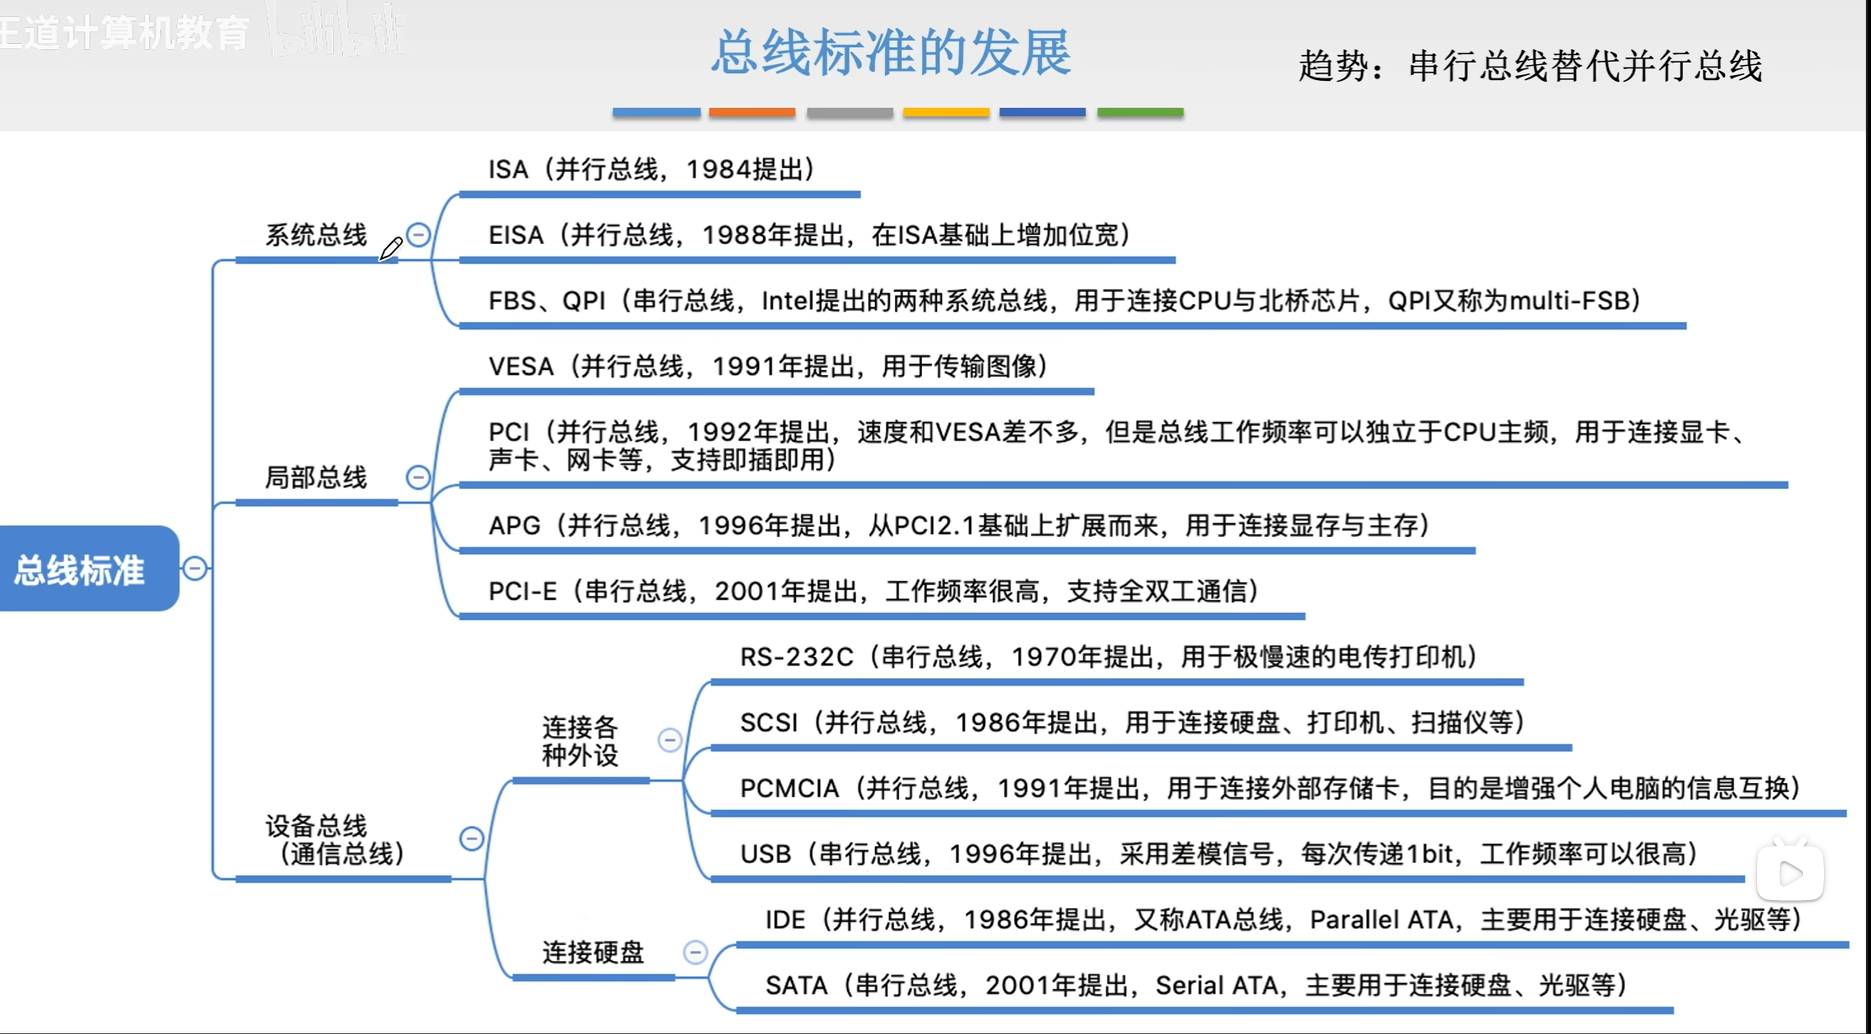 王道计算机教育 bilibili
总线标准的发展
趋势：串行总线替代并行总线
总线标准
系统总线
ISA（并行总线，1984提出）
EISA（并行总线，1988年提出，在ISA基础上增加位宽）
FBS、QPI（串行总线，Intel提出的两种系统总线，用于连接CPU与北桥芯片，QPI又称为multi-FSB）
局部总线
VESA（并行总线，1991年提出，用于传输图像）
PCI（并行总线，1992年提出，速度和VESA差不多，但是总线工作频率可以独立于CPU主频，用于连接显卡、
声卡、网卡等，支持即插即用）
APG（并行总线，1996年提出，从PCI2.1基础上扩展而来，用于连接显存与主存）
PCI-E（串行总线，2001年提出，工作频率很高，支持全双工通信）
设备总线
（通信总线）
连接各
种外设
RS-232C（串行总线，1970年提出，用于极慢速的电传打印机）
SCSI（并行总线，1986年提出，用于连接硬盘、打印机、扫描仪等）
PCMCIA（并行总线，1991年提出，用于连接外部存储卡，目的是增强个人电脑的信息互换）
USB（串行总线，1996年提出，采用差模信号，每次传递1bit，工作频率可以很高）
连接硬盘
IDE（并行总线，1986年提出，又称ATA总线，Parallel ATA，主要用于连接硬盘、光驱等）
SATA（串行总线，2001年提出，Serial ATA，主要用于连接硬盘、光驱等）